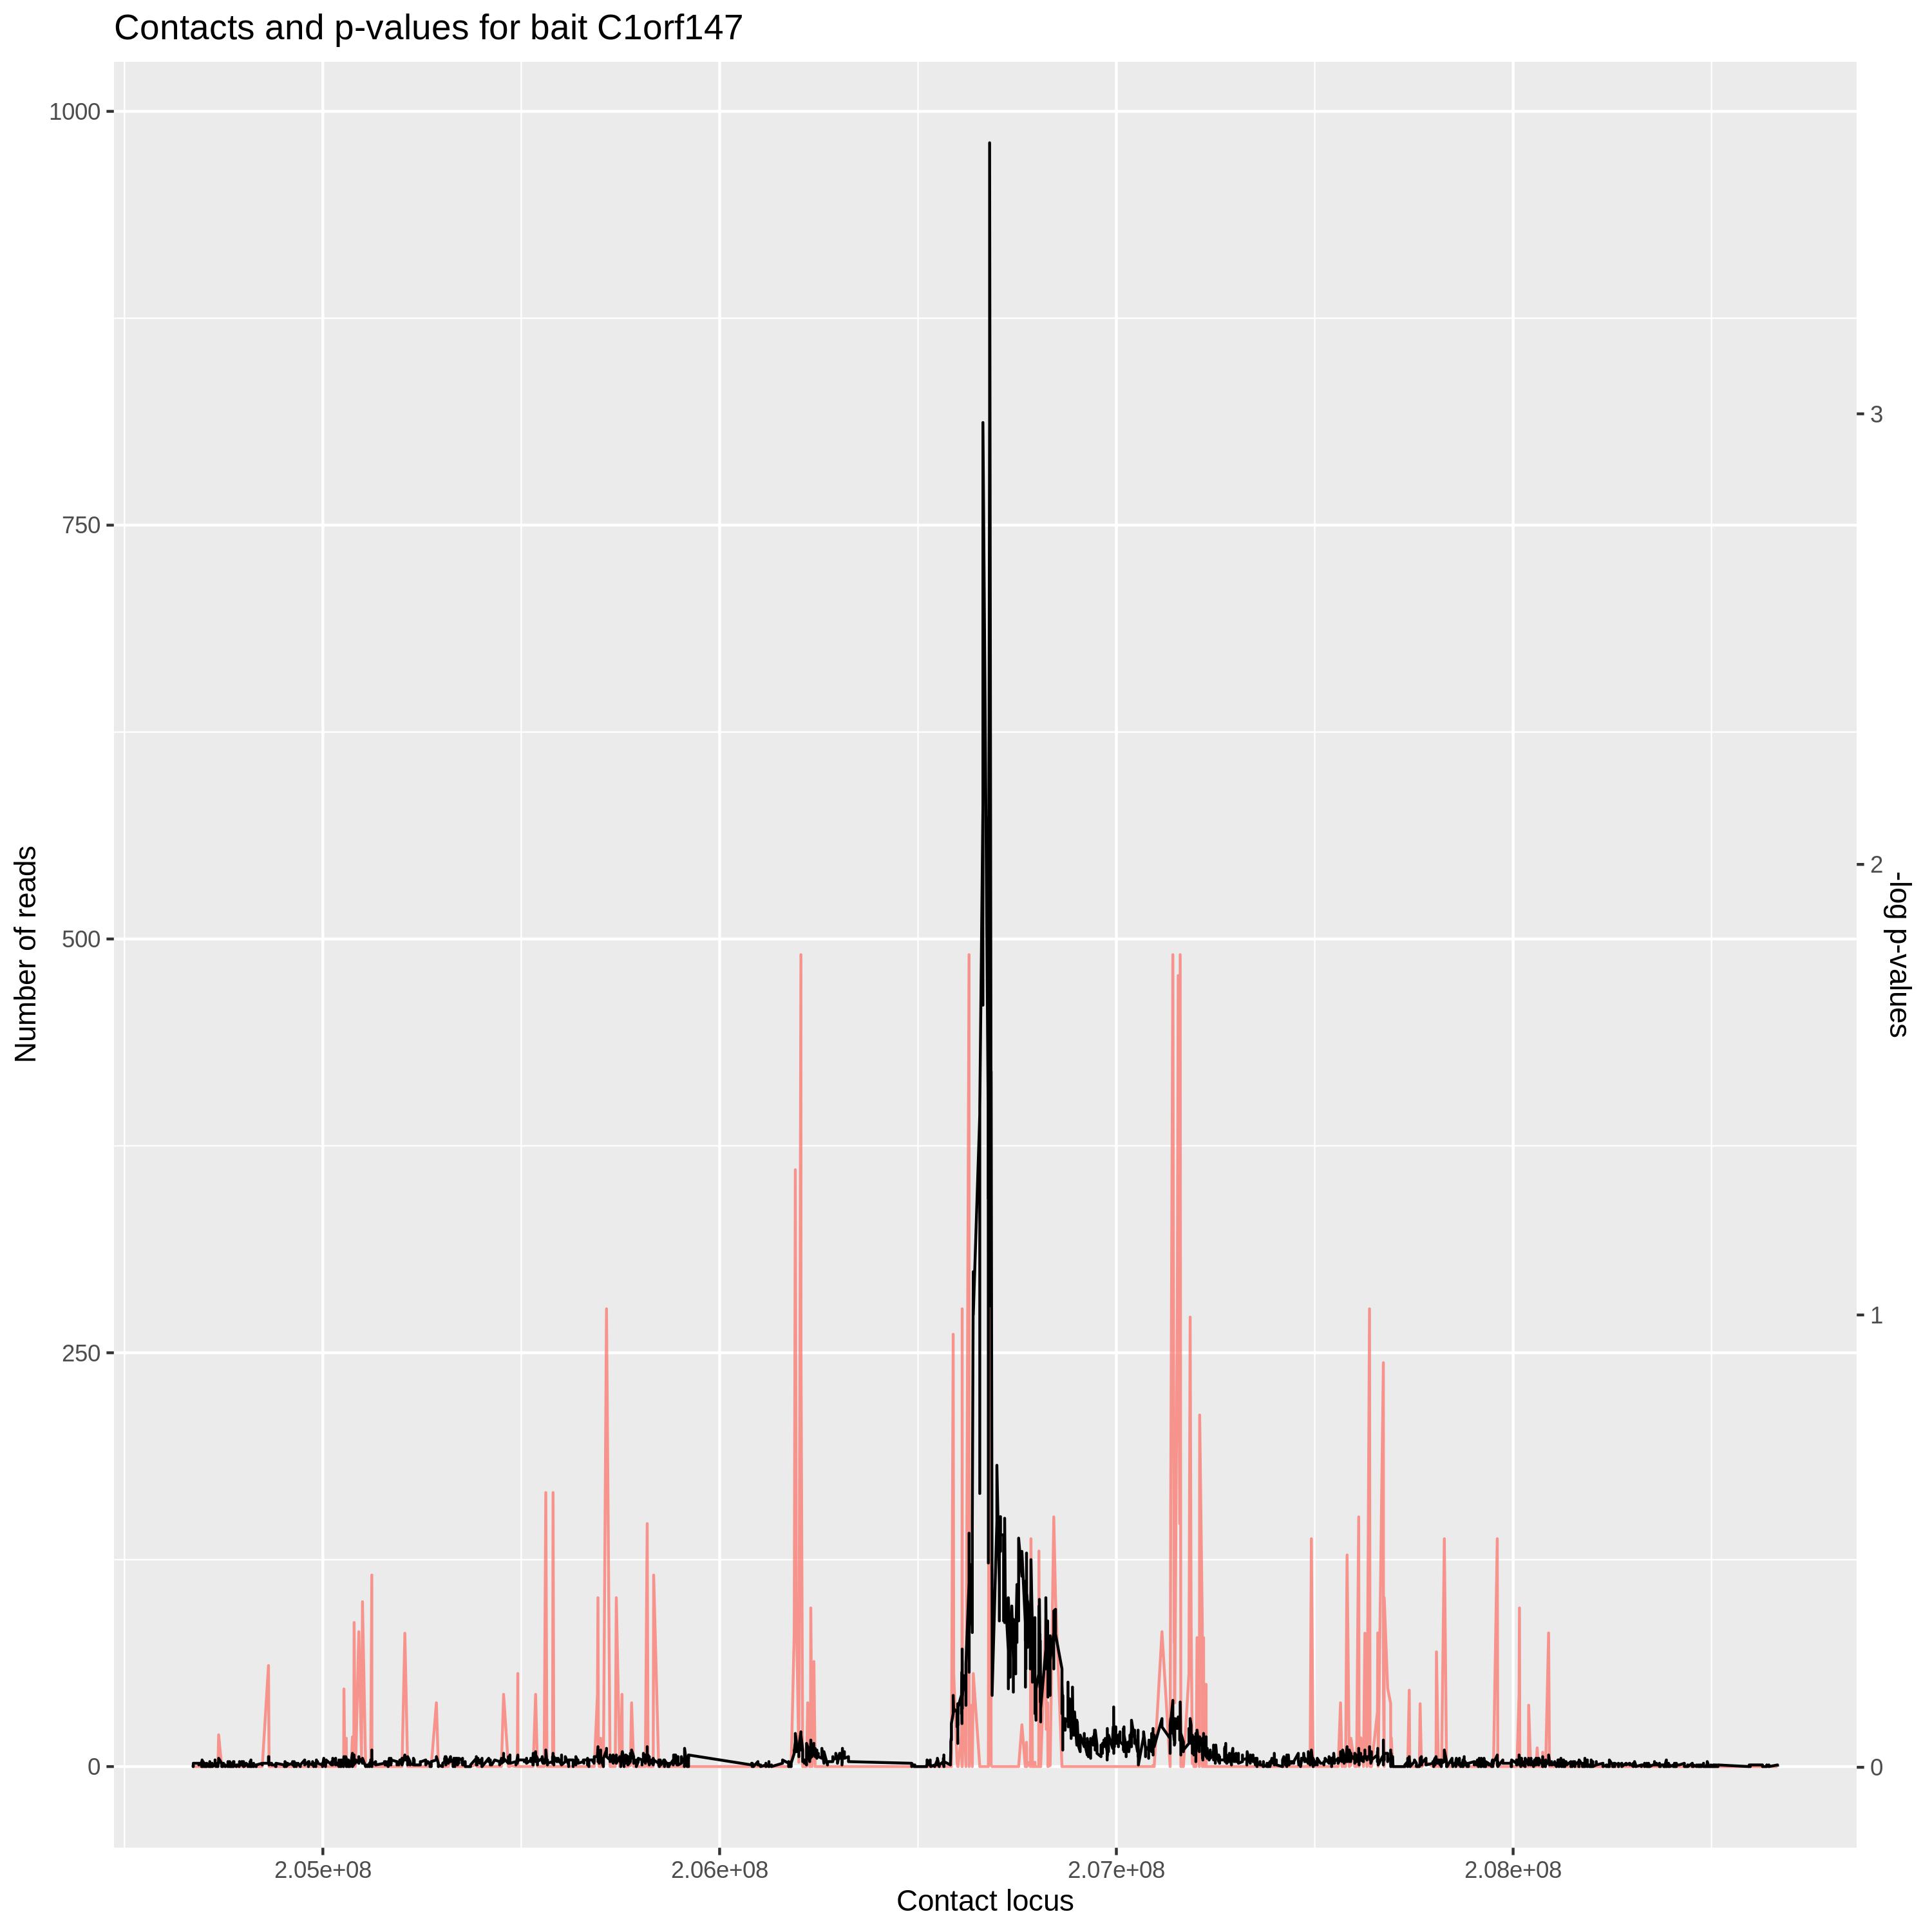 Contacts and p-values for bait C1orf147
1000
750
500
250
0
Number of reads
3
2
1
0
-log p-values
2.05e+08
2.06e+08
2.07e+08
2.08e+08
Contact locus